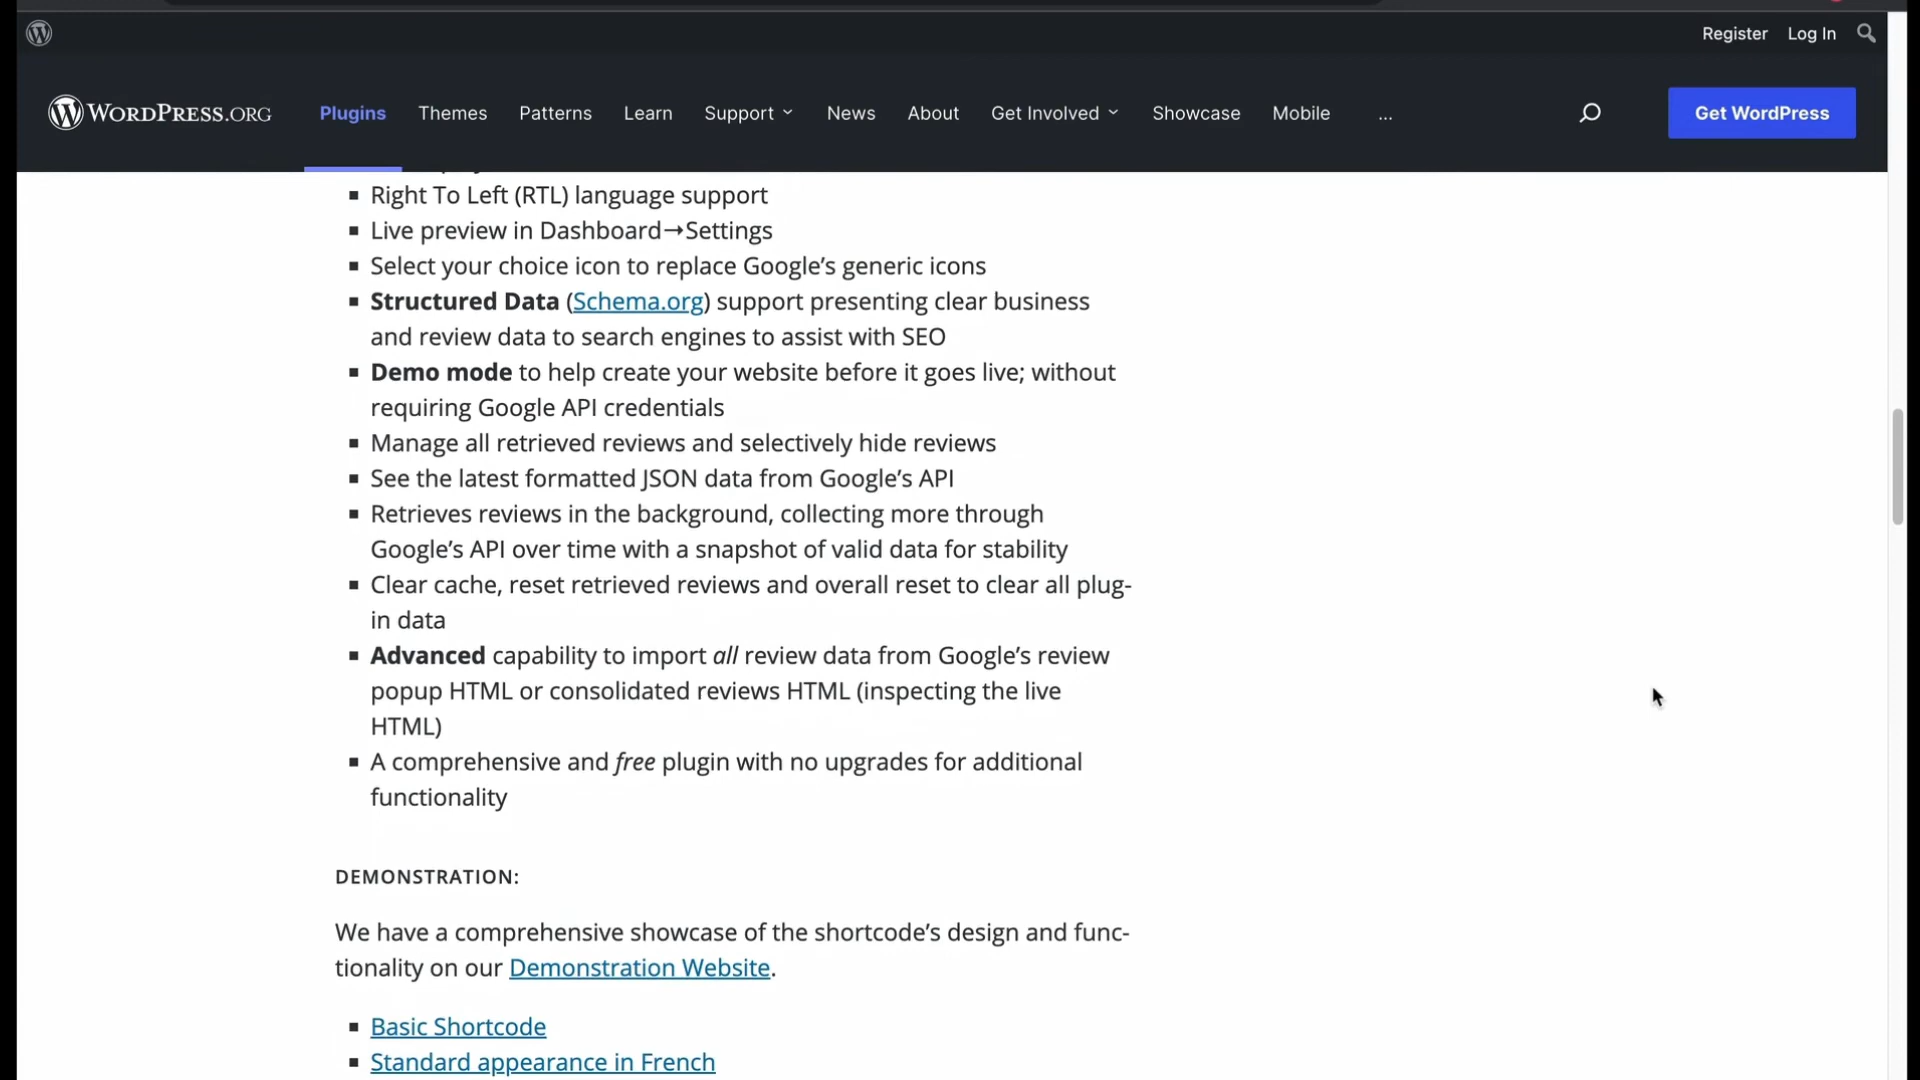 Register Log In
WORDPRESS.ORG Plugins Themes Patterns Learn Support News About Get Involved Showcase Mobile ... Get WordPress
Right To Left (RTL) language support
Live preview in Dashboard→Settings
Select your choice icon to replace Google’s generic icons
Structured Data (Schema.org) support presenting clear business
and review data to search engines to assist with SEO
Demo mode to help create your website before it goes live; without
requiring Google API credentials
Manage all retrieved reviews and selectively hide reviews
See the latest formatted JSON data from Google’s API
Retrieves reviews in the background, collecting more through
Google’s API over time with a snapshot of valid data for stability
Clear cache, reset retrieved reviews and overall reset to clear all plug-
in data
Advanced capability to import all review data from Google’s review
popup HTML or consolidated reviews HTML (inspecting the live
HTML)
A comprehensive and free plugin with no upgrades for additional
functionality
DEMONSTRATION:
We have a comprehensive showcase of the shortcode’s design and func-
tionality on our Demonstration Website.
Basic Shortcode
Standard appearance in French